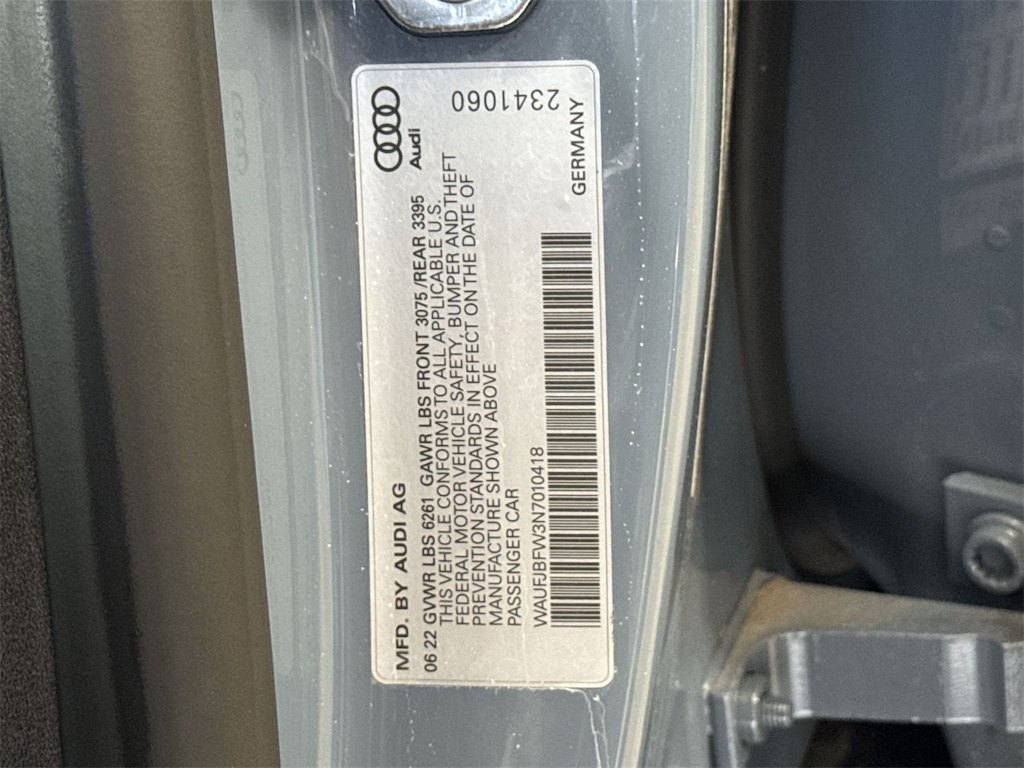 Audi
2341060
MFD. BY AUDI AG
06 22 GVWR LBS 6261 GAWR LBS FRONT 3075 /REAR 3395
THIS VEHICLE CONFORMS TO ALL APPLICABLE U.S.
FEDERAL MOTOR VEHICLE SAFETY, BUMPER AND THEFT
PREVENTION STANDARDS IN EFFECT ON THE DATE OF
MANUFACTURE SHOWN ABOVE
PASSENGER CAR
WAUFJBFW3N7010418
GERMANY